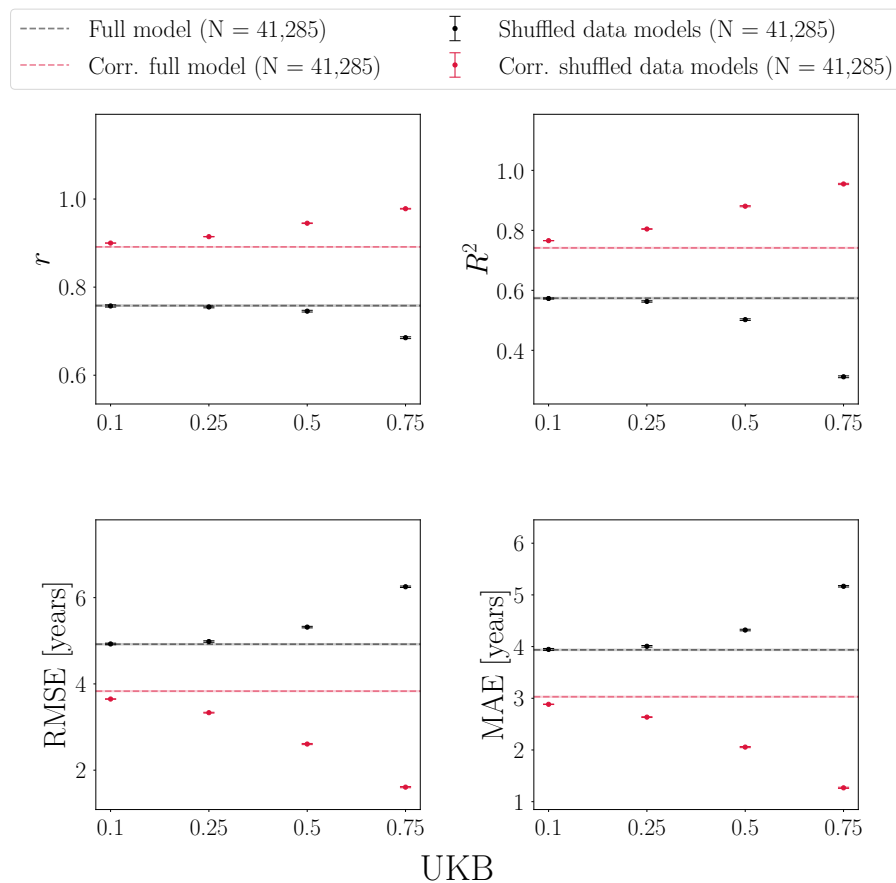 Full model (N = 41,285)
Shuffled data models (N = 41,285)
Corr. full model (N = 41,285)
Corr. shuffled data models (N = 41,285)
r
1.0
0.8
0.6
0.1 0.25 0.5 0.75
R²
1.0
0.8
0.6
0.4
0.1 0.25 0.5 0.75
RMSE [years]
6
4
2
0.1 0.25 0.5 0.75
MAE [years]
6
5
4
3
2
1
0.1 0.25 0.5 0.75
UKB